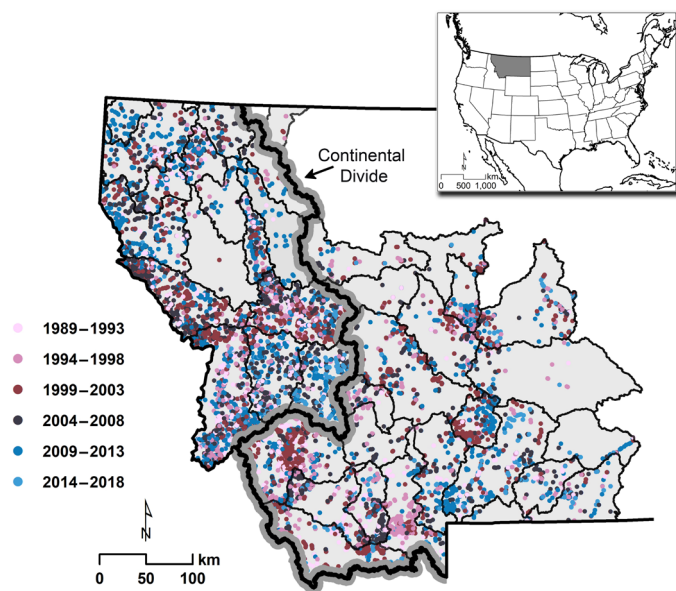 N
km
0 500 1,000
Continental
Divide
1989–1993
1994–1998
1999–2003
2004–2008
2009–2013
2014–2018
N
km
0 50 100